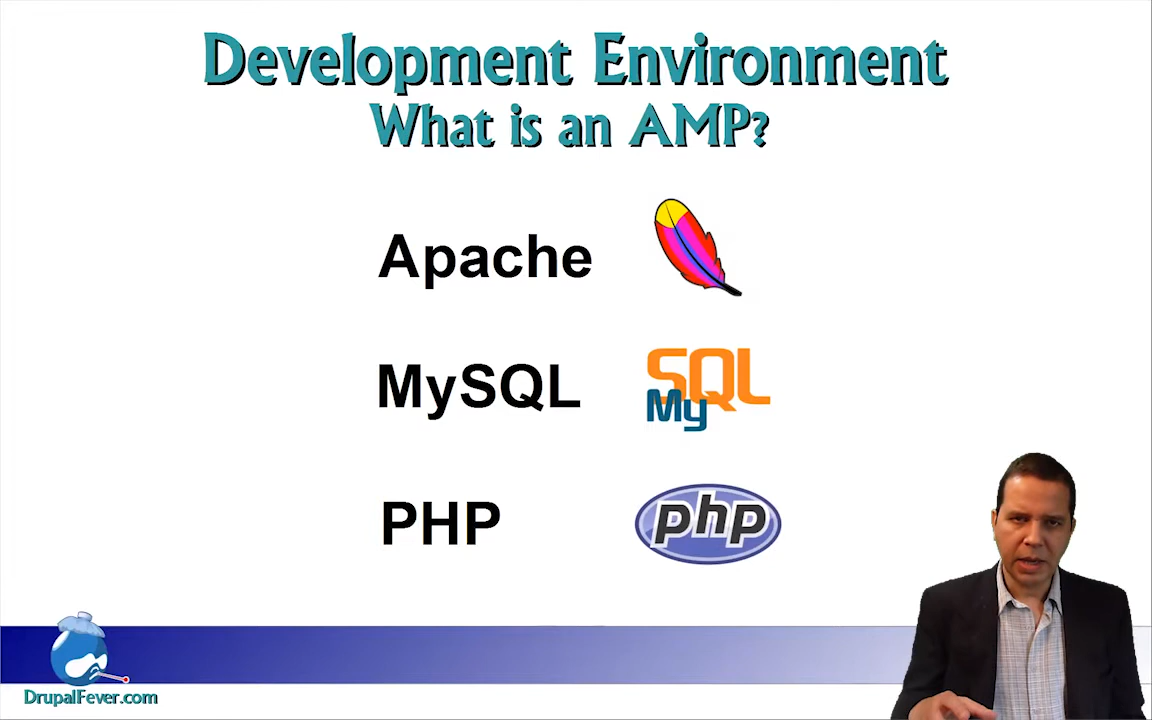 Development Environment
What is an AMP?
Apache
MySQL
SQL
My
PHP
php
DrupalFever.com